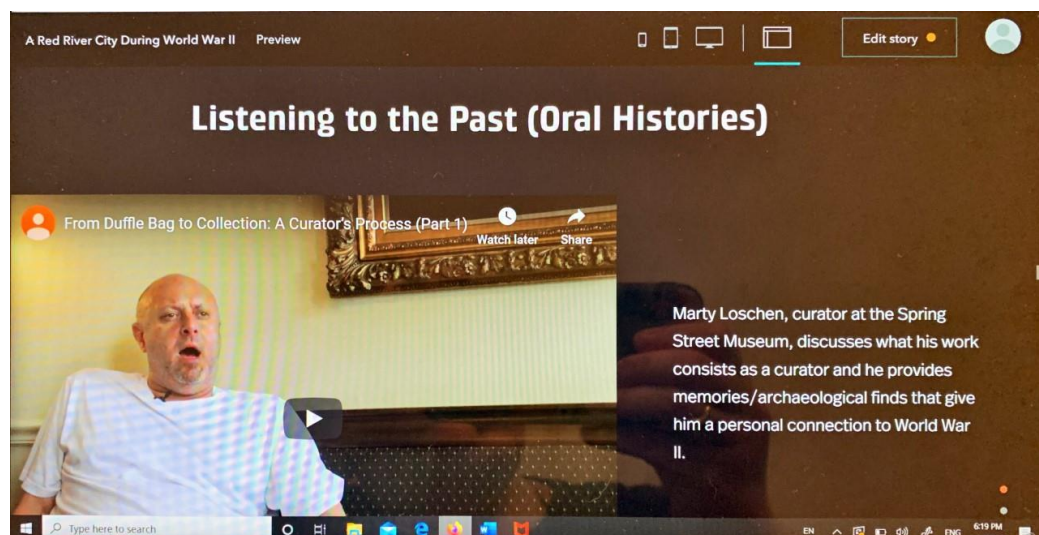 A Red River City During World War II Preview Edit story
Listening to the Past (Oral Histories)
From Duffle Bag to Collection: A Curator's Process (Part 1)
Watch later Share
Marty Loschen, curator at the Spring
Street Museum, discusses what his work
consists as a curator and he provides
memories/archaeological finds that give
him a personal connection to World War
II.
Type here to search
EN ENG 6:19 PM